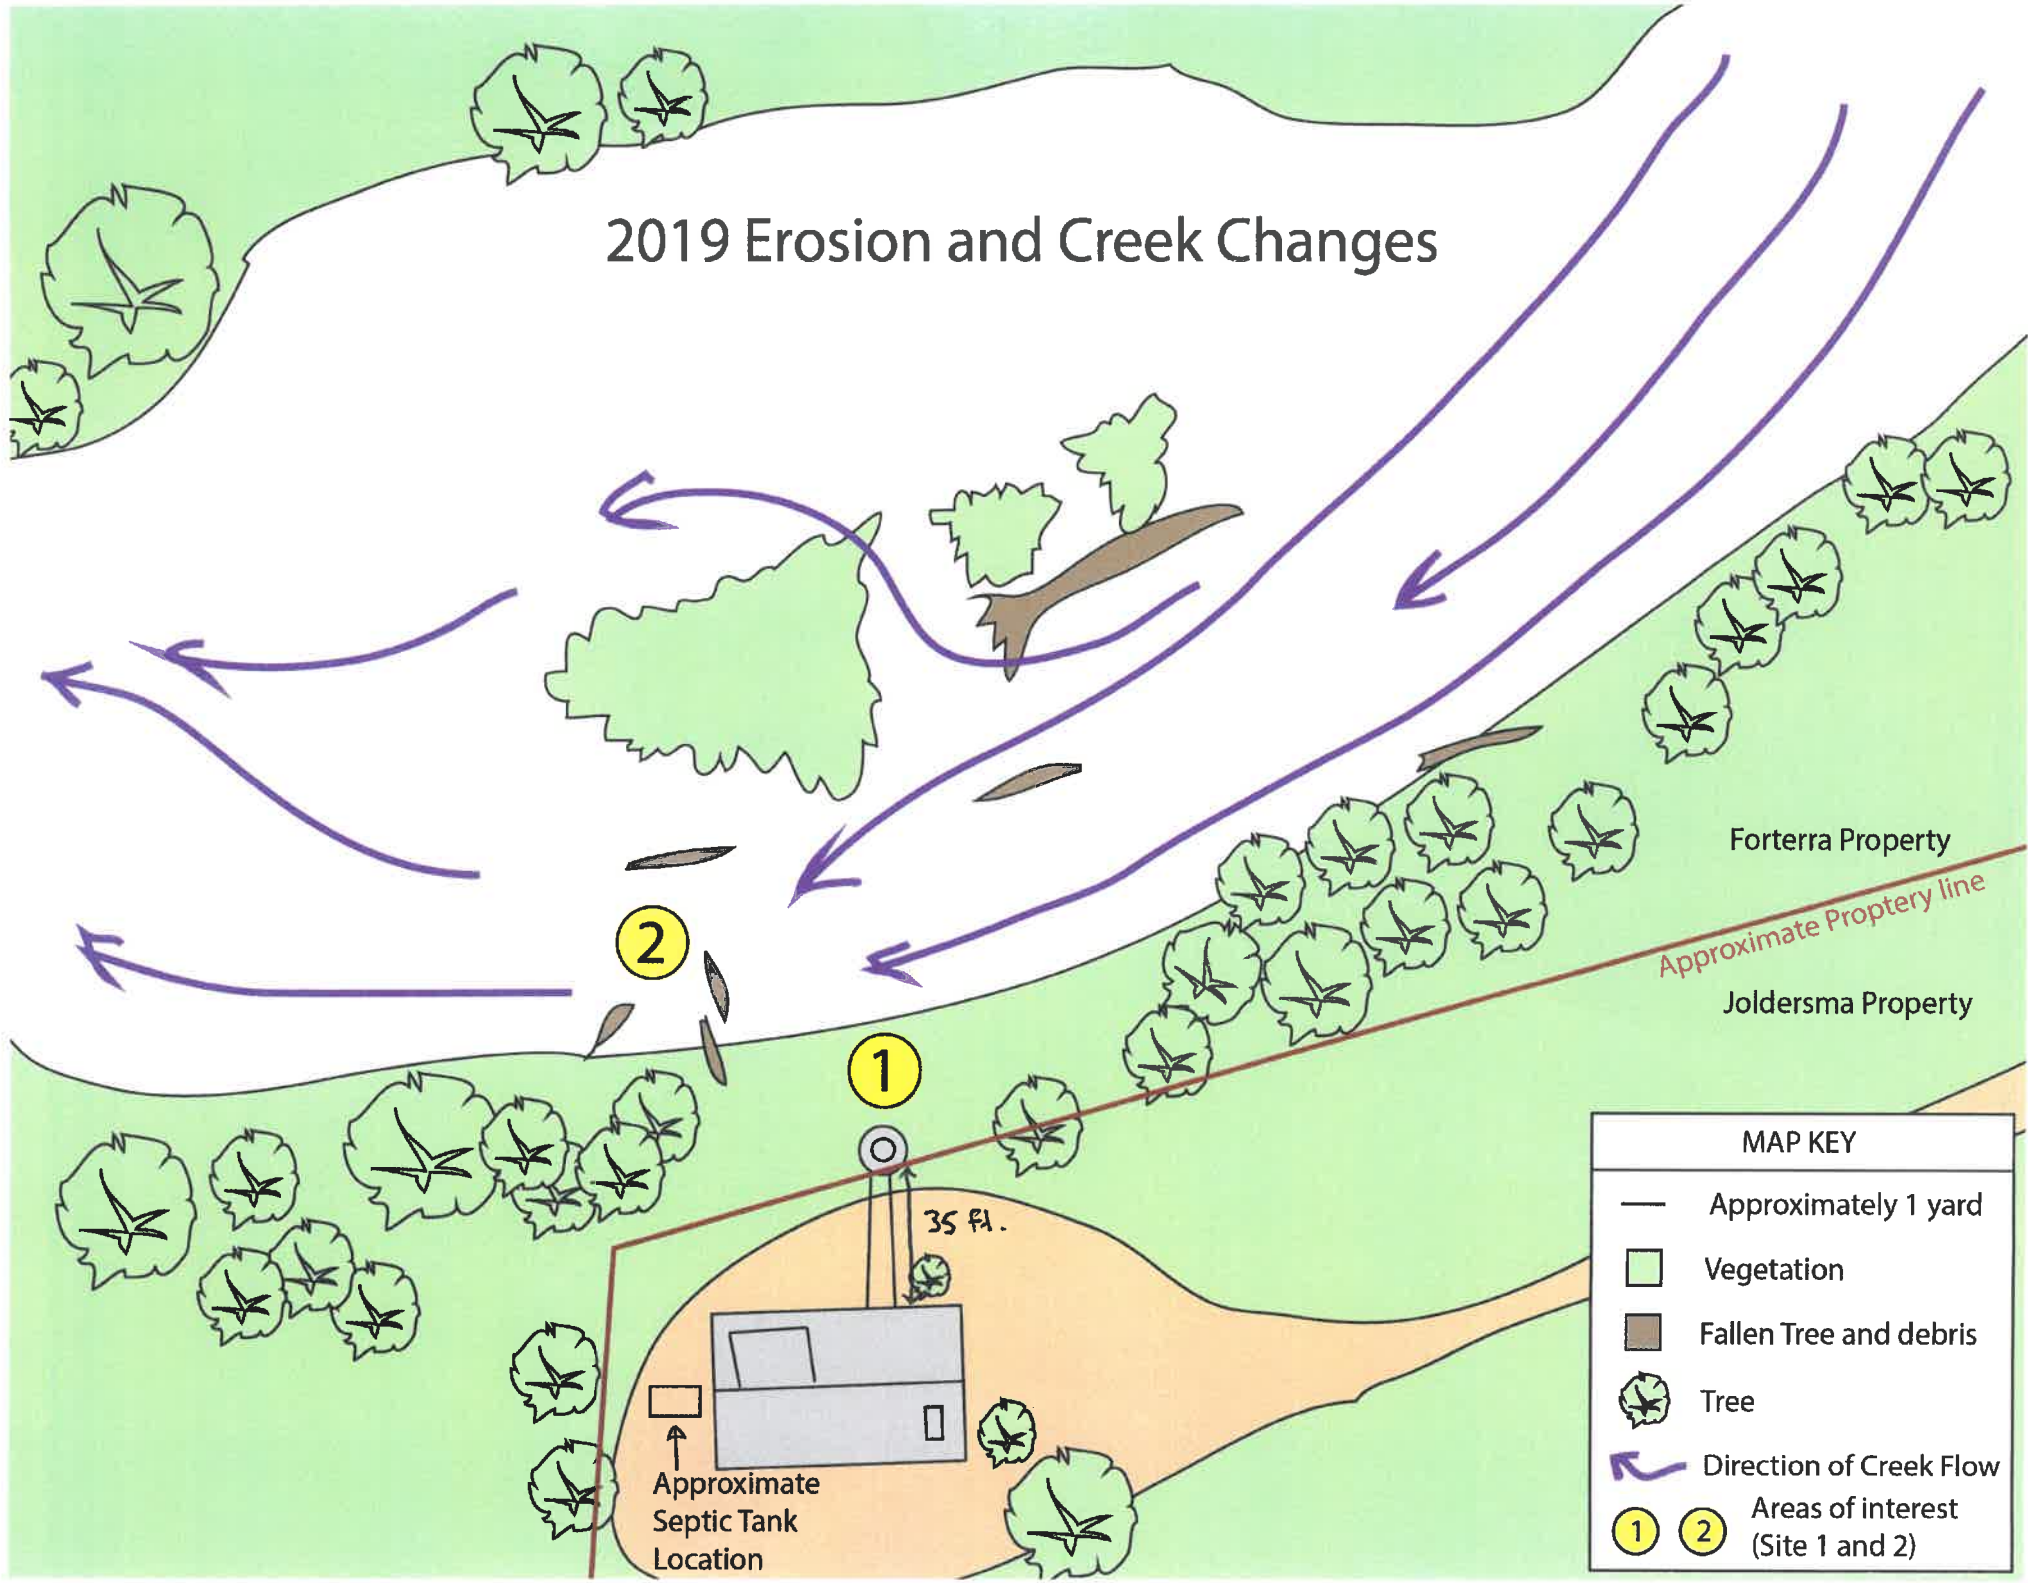 2019 Erosion and Creek Changes
Forterra Property
Approximate Proptery line
Joldersma Property
2
1
35 ft.
Approximate
Septic Tank
Location
MAP KEY
Approximately 1 yard
Vegetation
Fallen Tree and debris
Tree
Direction of Creek Flow
1 2 Areas of interest
(Site 1 and 2)